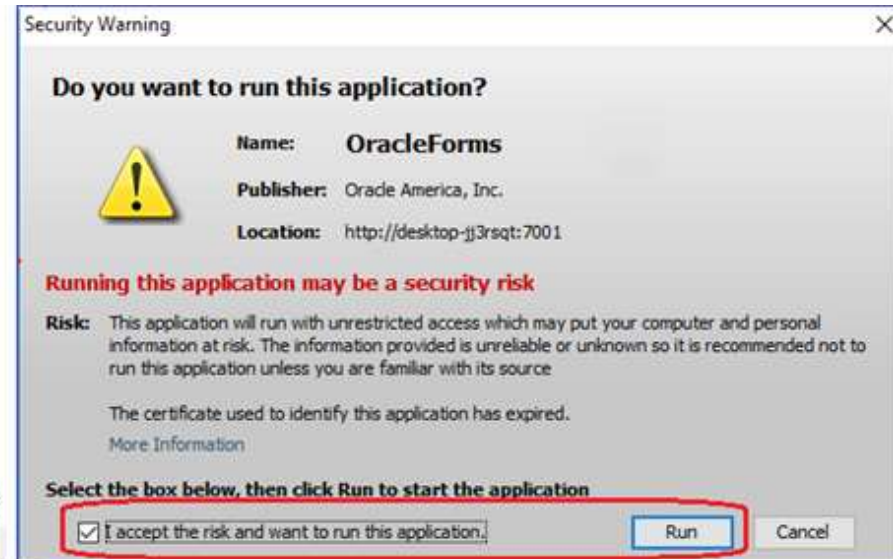 Security Warning
Do you want to run this application?
Name: OracleForms
Publisher: Oracle America, Inc.
Location: http://desktop-jj3rsqt:7001
Running this application may be a security risk
Risk: This application will run with unrestricted access which may put your computer and personal
information at risk. The information provided is unreliable or unknown so it is recommended not to
run this application unless you are familiar with its source
The certificate used to identify this application has expired.
More Information
Select the box below, then click Run to start the application
I accept the risk and want to run this application. Run Cancel